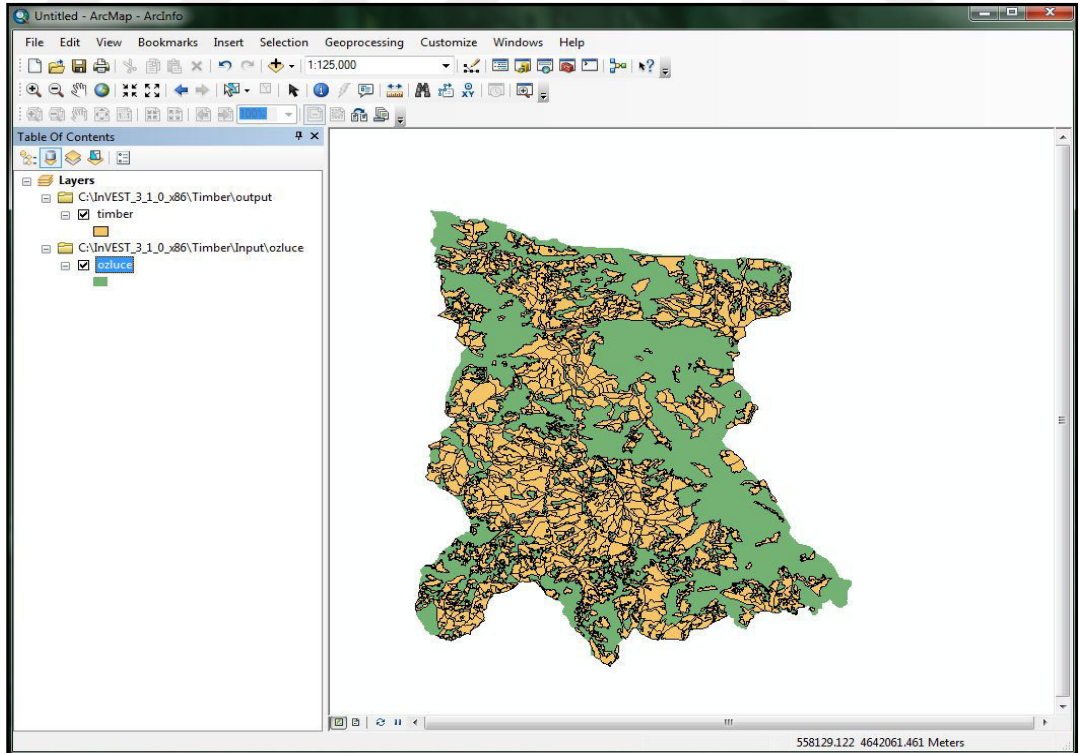 Untitled - ArcMap - ArcInfo
File Edit View Bookmarks Insert Selection Geoprocessing Customize Windows Help
1:125,000
100%
Table Of Contents
Layers
C:\InVEST_3_1_0_x86\Timber\output
timber
C:\InVEST_3_1_0_x86\Timber\Input\ozluce
ozluce
558129.122 4642061.461 Meters